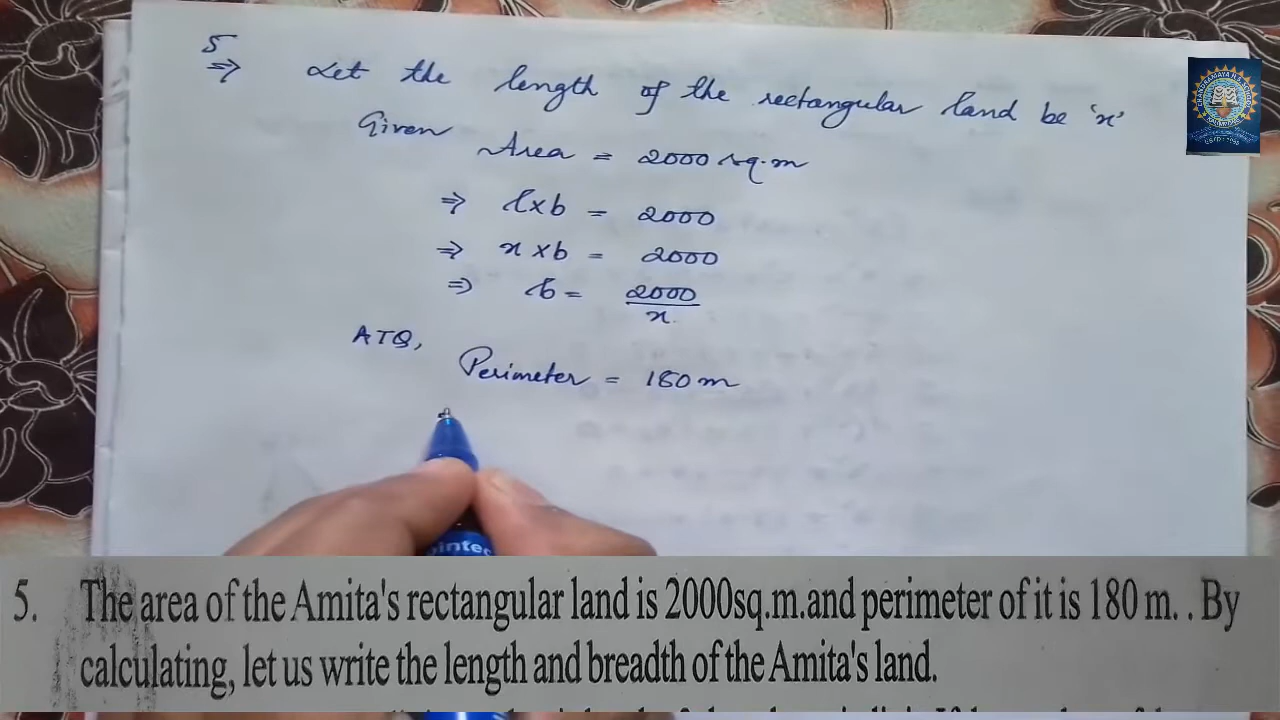 5
⇒ Let the length of the rectangular land be 'x'
Given
Area = 2000 sq.m
⇒ l×b = 2000
⇒ x×b = 2000
⇒ b = 2000/x
ATQ,
Perimeter = 180 m
5. The area of the Amita's rectangular land is 2000sq.m.and perimeter of it is 180 m. . By
calculating, let us write the length and breadth of the Amita's land.